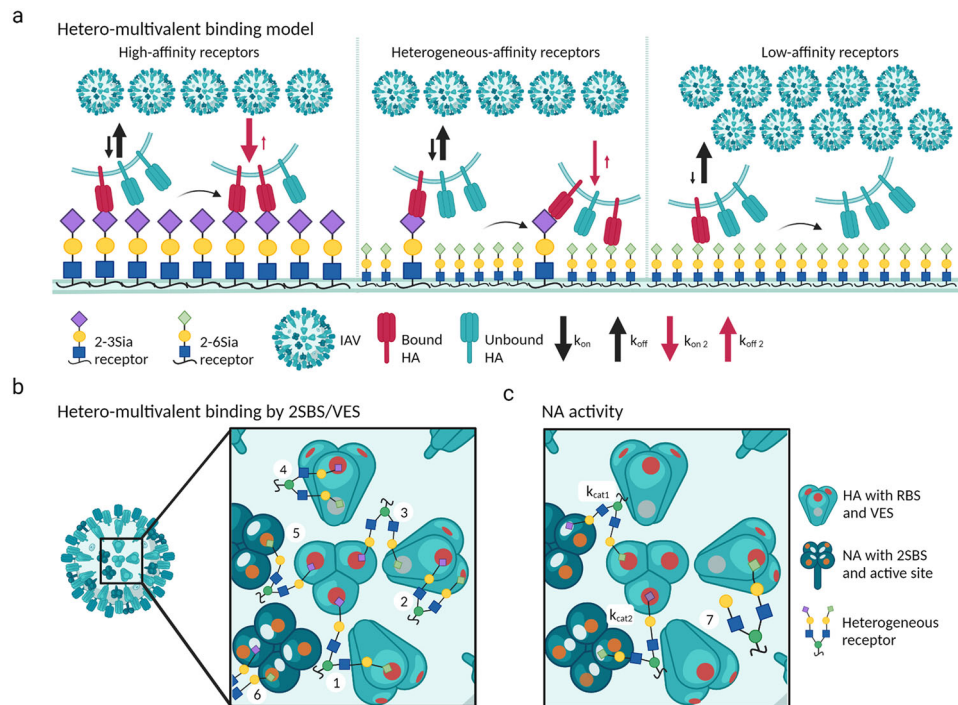 a
Hetero-multivalent binding model
High-affinity receptors
Heterogeneous-affinity receptors
Low-affinity receptors
2-3Sia
receptor
2-6Sia
receptor
IAV
Bound
HA
Unbound
HA
kon
koff
kon 2
koff 2
b
Hetero-multivalent binding by 2SBS/VES
4
3
5
2
1
6
c
NA activity
kcat1
kcat2
7
HA with RBS
and VES
NA with 2SBS
and active site
Heterogeneous
receptor